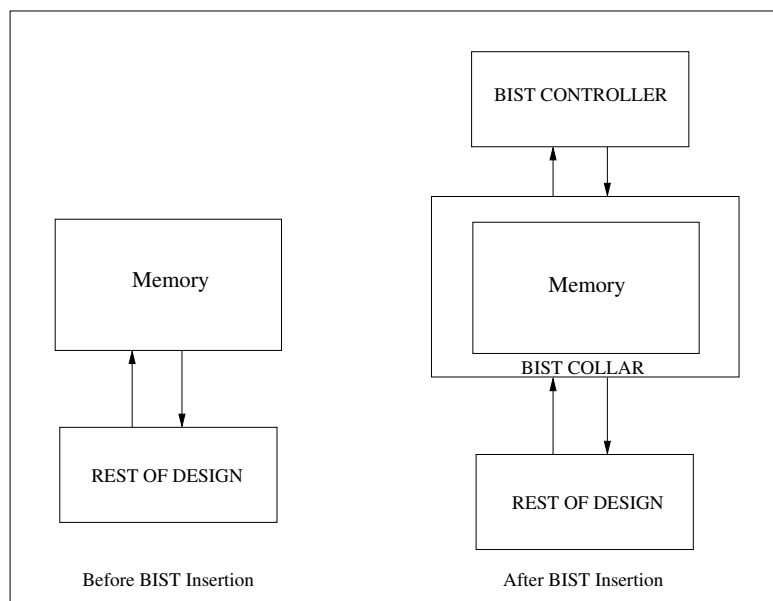 Memory
REST OF DESIGN
Before BIST Insertion
BIST CONTROLLER
Memory
BIST COLLAR
REST OF DESIGN
After BIST Insertion